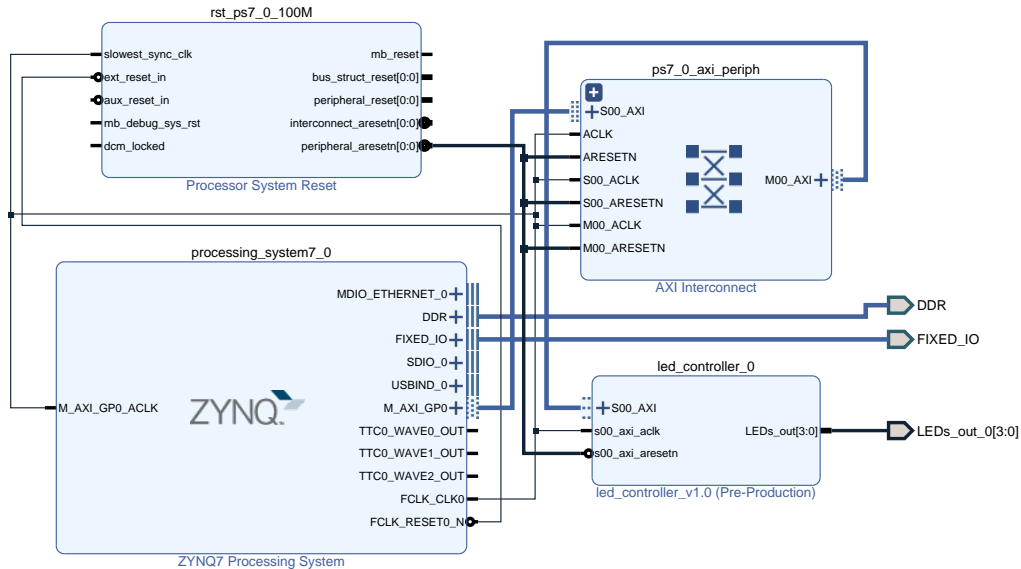 rst_ps7_0_100M
slowest_sync_clk
ext_reset_in
aux_reset_in
mb_debug_sys_rst
dcm_locked
mb_reset
bus_struct_reset[0:0]
peripheral_reset[0:0]
interconnect_aresetn[0:0]
peripheral_aresetn[0:0]
Processor System Reset
ps7_0_axi_periph
S00_AXI
ACLK
ARESETN
S00_ACLK
S00_ARESETN
M00_ACLK
M00_ARESETN
M00_AXI
AXI Interconnect
processing_system7_0
M_AXI_GP0_ACLK
ZYNQ
MDIO_ETHERNET_0
DDR
FIXED_IO
SDIO_0
USBIND_0
M_AXI_GP0
TTC0_WAVE0_OUT
TTC0_WAVE1_OUT
TTC0_WAVE2_OUT
FCLK_CLK0
FCLK_RESET0_N
ZYNQ7 Processing System
led_controller_0
S00_AXI
s00_axi_aclk
s00_axi_aresetn
LEDs_out[3:0]
led_controller_v1.0 (Pre-Production)
DDR
FIXED_IO
LEDs_out_0[3:0]